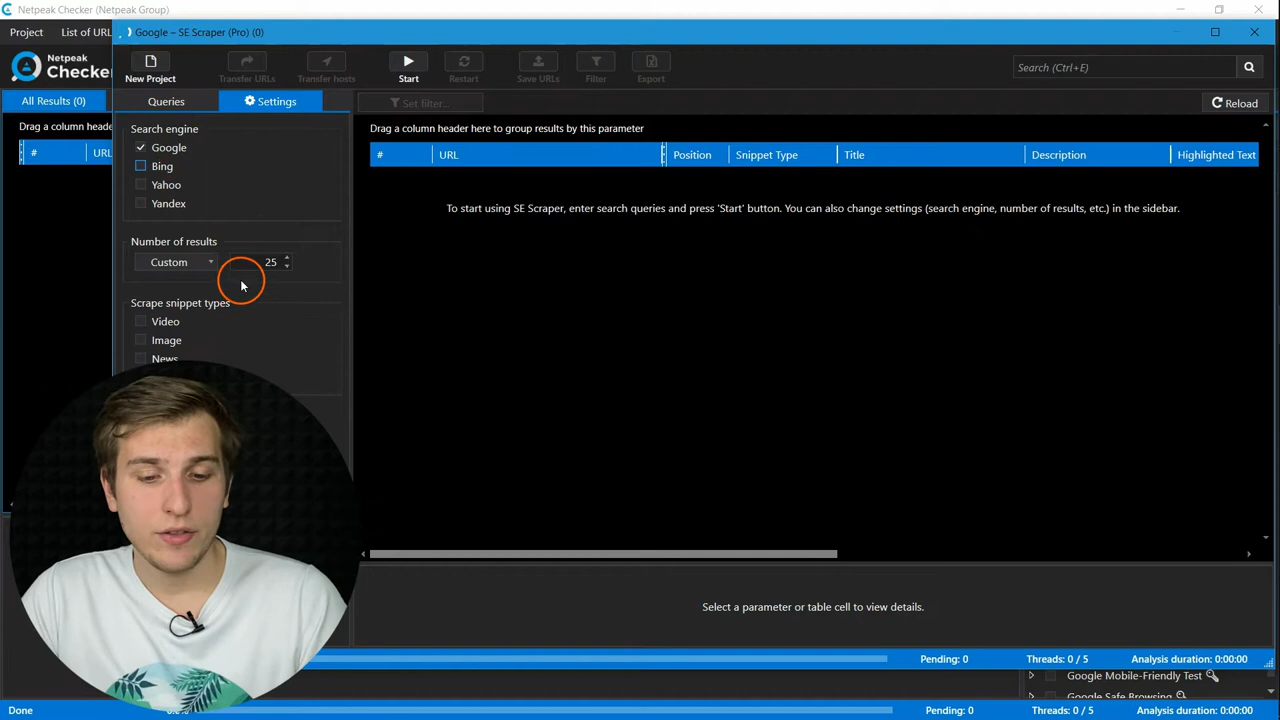 Netpeak Checker (Netpeak Group)
Project
List of URL
Google – SE Scraper (Pro) (0)
Netpeak
Checker
New Project
Transfer URLs
Transfer hosts
Start
Restart
Save URLs
Filter
Export
Search (Ctrl+E)
All Results (0)
Queries
Settings
Set filter...
Reload
Drag a column heade
Search engine
Drag a column header here to group results by this parameter
# URL
Google
# URL Position Snippet Type Title Description Highlighted Text
Bing
Yahoo
Yandex
To start using SE Scraper, enter search queries and press 'Start' button. You can also change settings (search engine, number of results, etc.) in the sidebar.
Number of results
Custom 25
Scrape snippet types
Video
Image
News
Select a parameter or table cell to view details.
Pending: 0 Threads: 0 / 5 Analysis duration: 0:00:00
Google Mobile-Friendly Test
Google Safe Browsing
Done 0.0% Pending: 0 Threads: 0 / 5 Analysis duration: 0:00:00